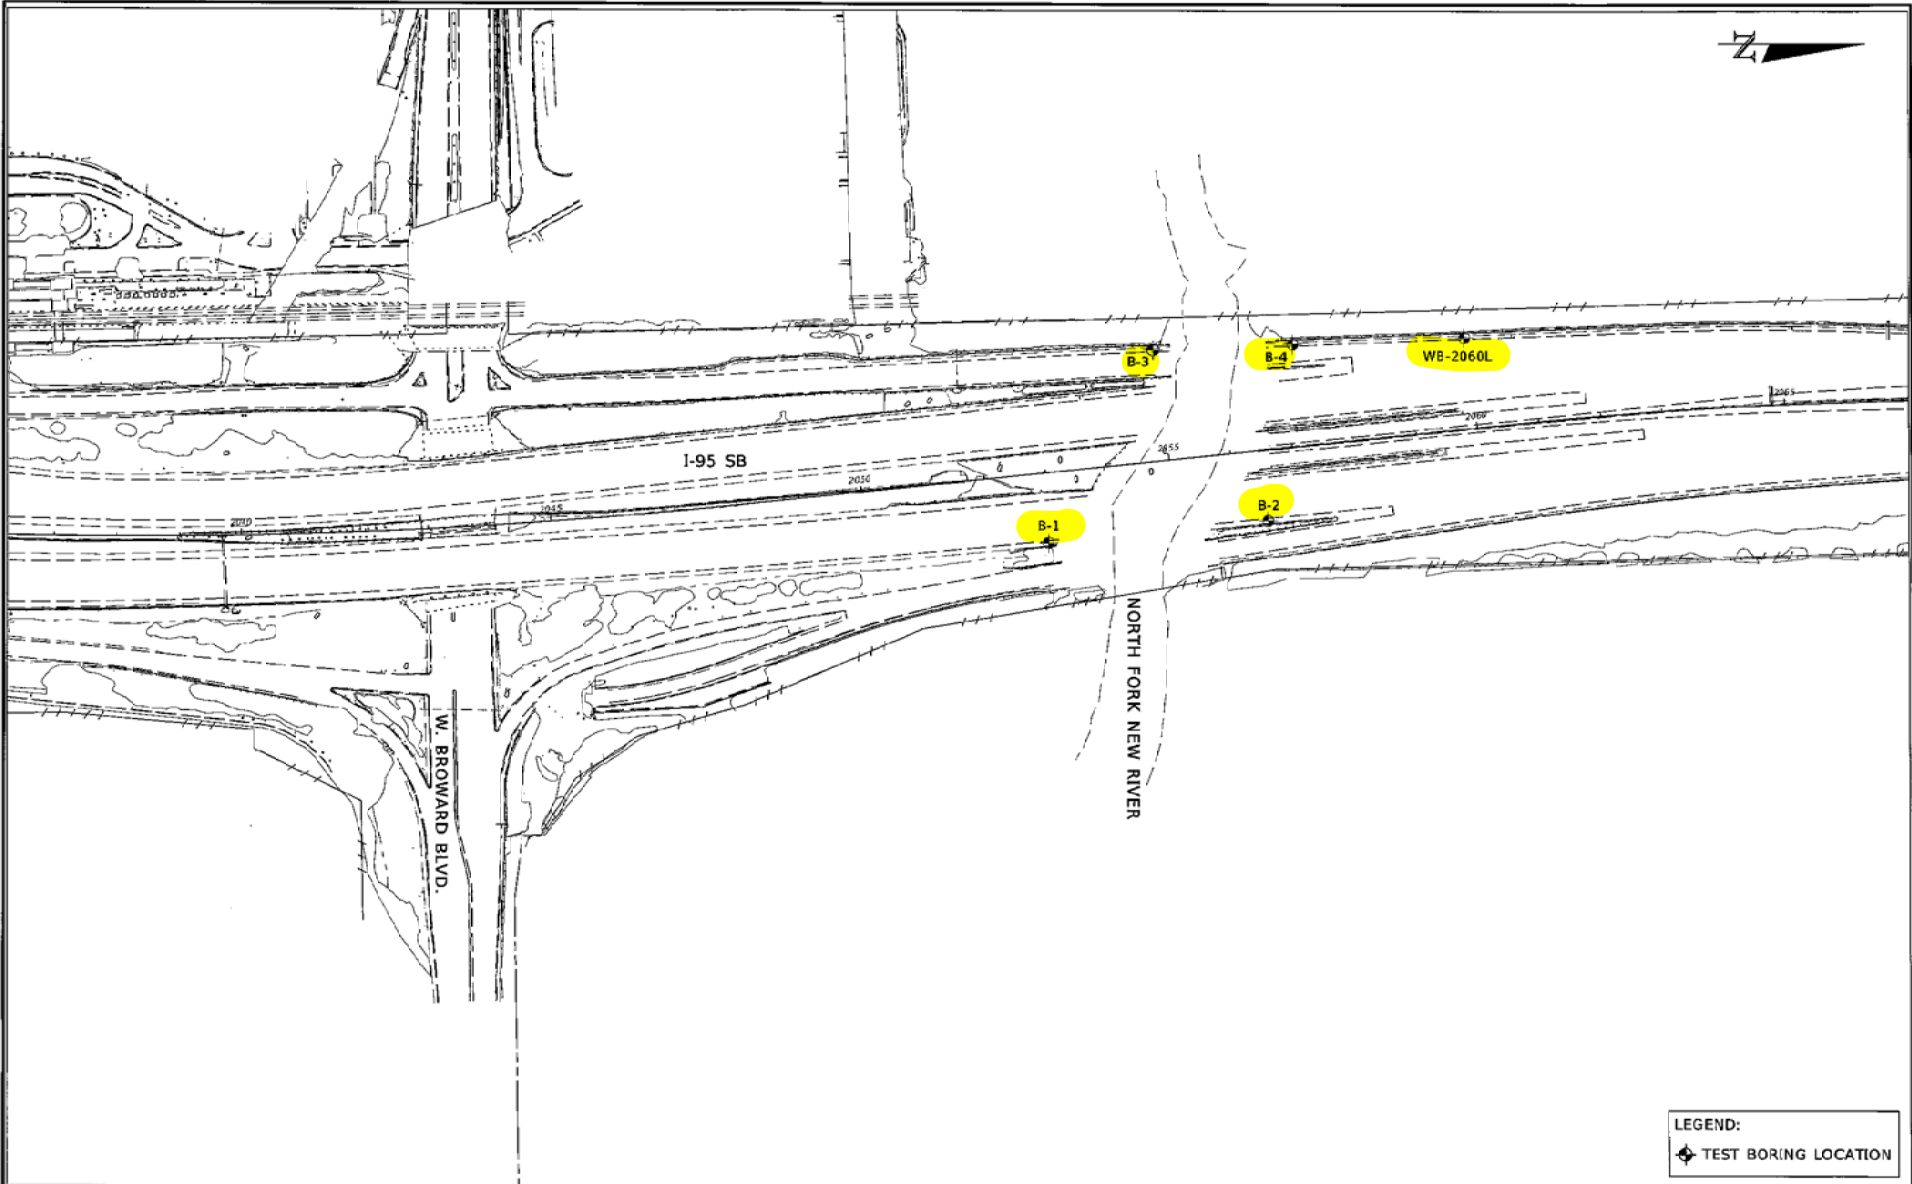 Z
B-3
B-4
WB-2060L
2065
2060
I-95 SB
2055
2050
2045
2040
B-2
B-1
NORTH FORK NEW RIVER
W. BROWARD BLVD.
LEGEND:
TEST BORING LOCATION